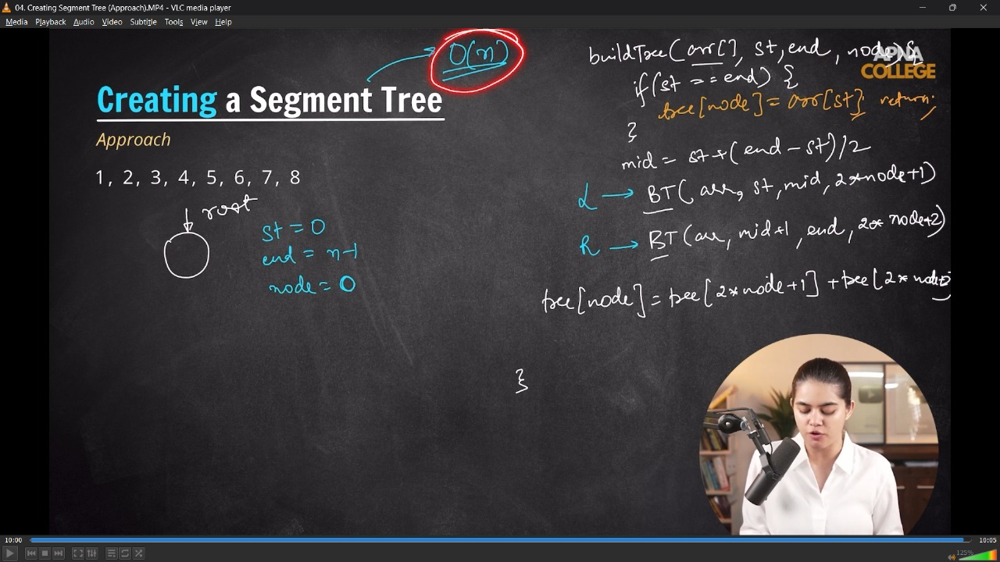 04. Creating Segment Tree (Approach).MP4 - VLC media player
Media Playback Audio Video Subtitle Tools View Help
O(n)
Creating a Segment Tree
Approach
1, 2, 3, 4, 5, 6, 7, 8
root
st = 0
end = n-1
node = 0
buildTree(arr[], st, end, node) {
APNA
COLLEGE
if(st == end) {
tree[node] = arr[st]; return;
}
mid = st + (end - st)/2
L → BT(arr, st, mid, 2*node+1)
R → BT(arr, mid+1, end, 2* node+2)
tree[node] = tree[2*node+1] + tree[2*node+2]
}
10:00
10:05
125%